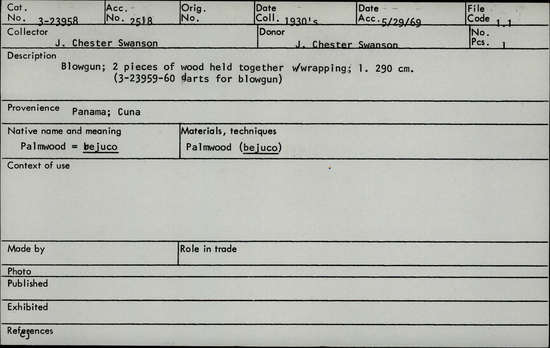 Cat. No. 3-23958 Acc. No. 2518 Orig. No. Date Coll. 1930's Date Acc. 5/29/69 File Code 1.1
Collector J. Chester Swanson Donor J. Chester Swanson No. Pcs. 1
Description
Blowgun; 2 pieces of wood held together w/wrapping; l. 290 cm.
(3-23959-60 darts for blowgun)
Provenience Panama; Cuna
Native name and meaning Materials, techniques
Palmwood = bejuco Palmwood (bejuco)
Context of use
Made by Role in trade
Photo
Published
Exhibited
References